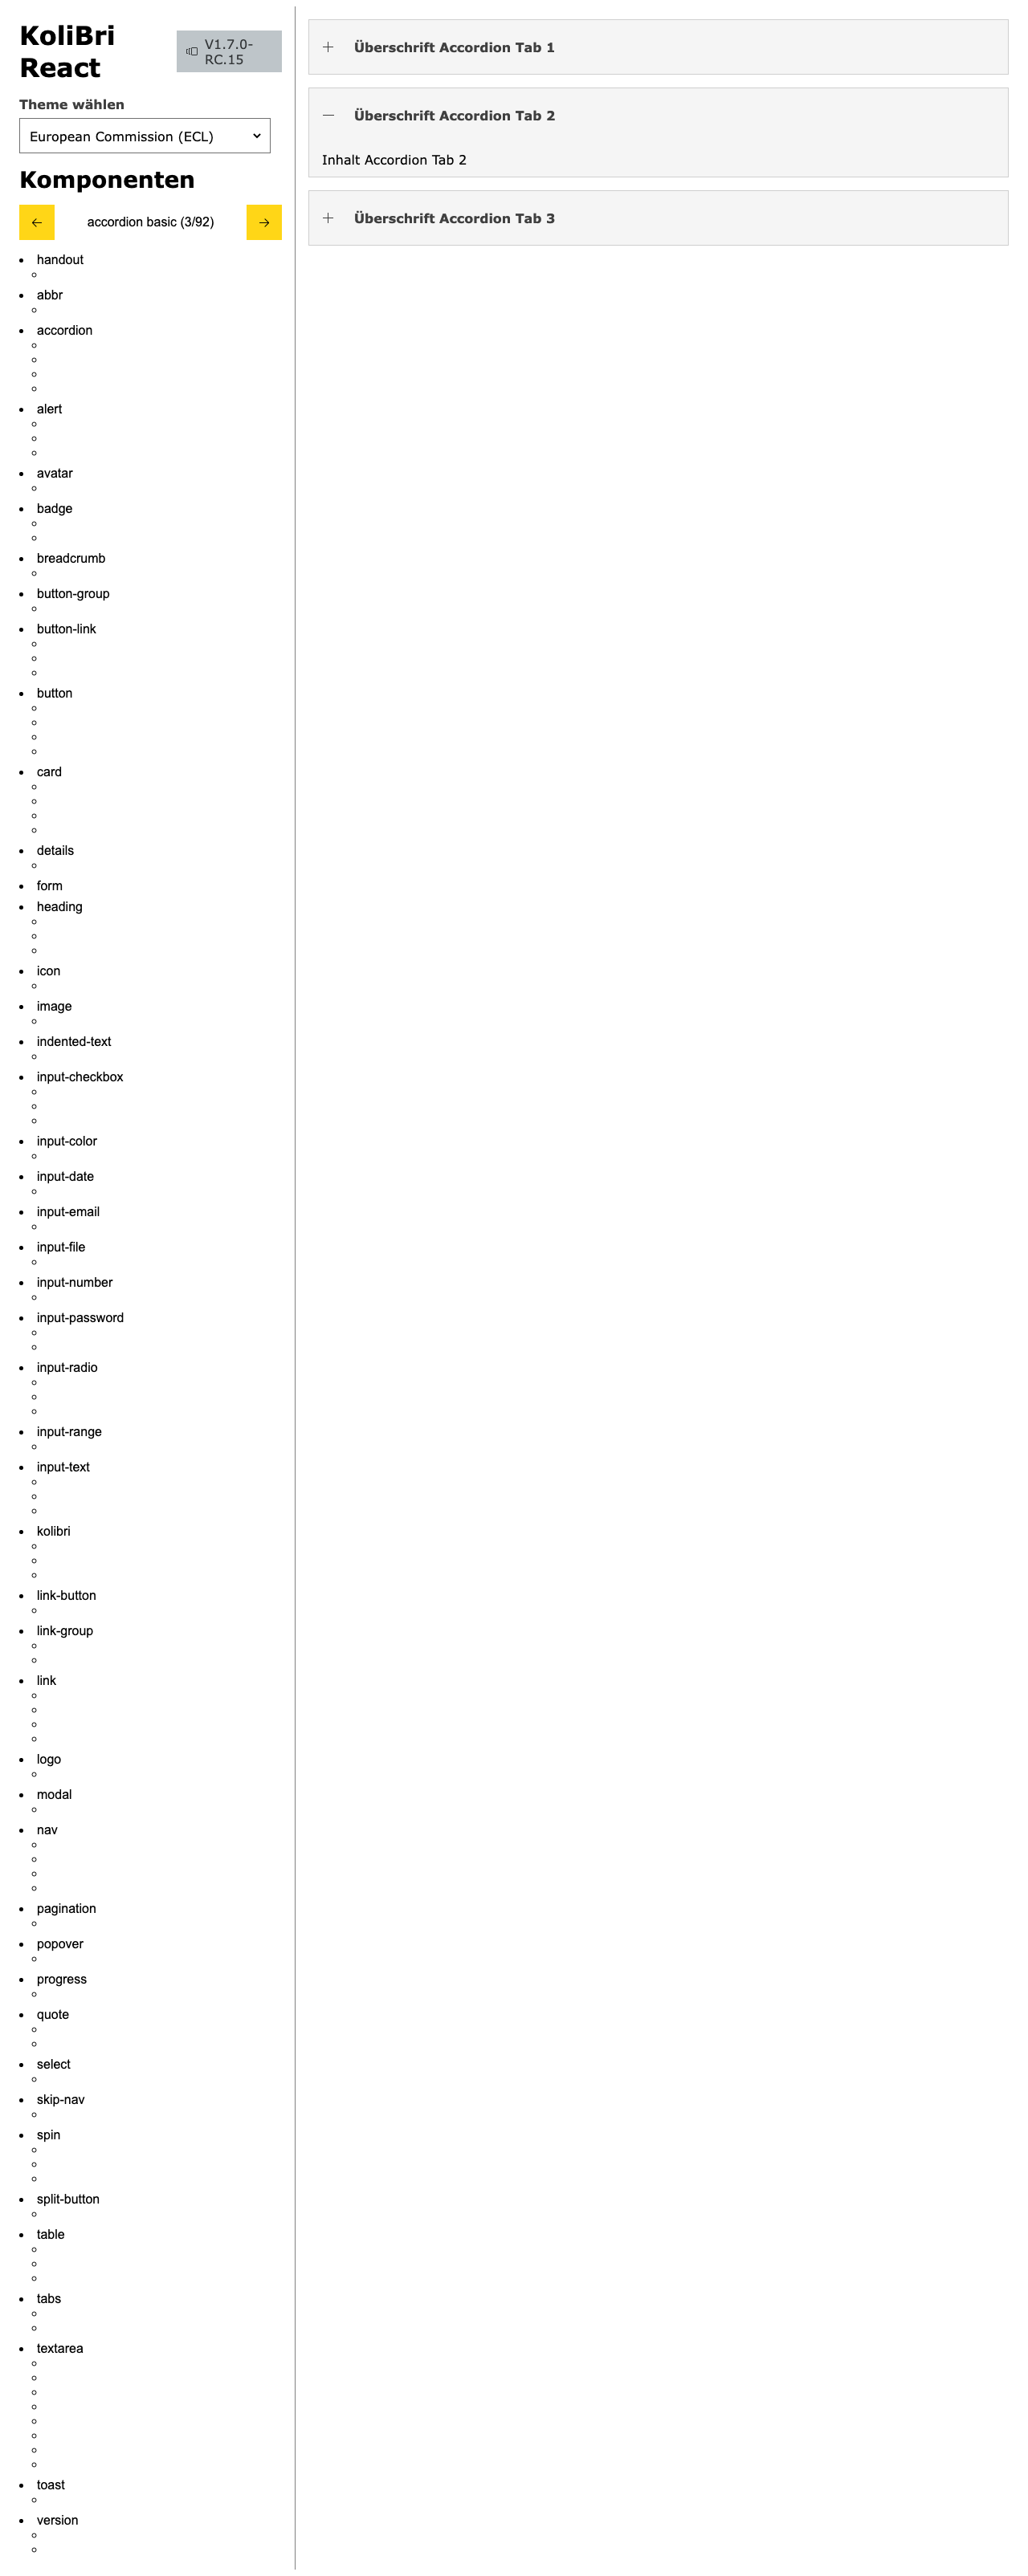 KoliBri
React
V1.7.0-
RC.15
Theme wählen
European Commission (ECL)
Komponenten
accordion basic (3/92)
handout
abbr
accordion
alert
avatar
badge
breadcrumb
button-group
button-link
button
card
details
form
heading
icon
image
indented-text
input-checkbox
input-color
input-date
input-email
input-file
input-number
input-password
input-radio
input-range
input-text
kolibri
link-button
link-group
link
logo
modal
nav
pagination
popover
progress
quote
select
skip-nav
spin
split-button
table
tabs
textarea
toast
version
Überschrift Accordion Tab 1
Überschrift Accordion Tab 2
Inhalt Accordion Tab 2
Überschrift Accordion Tab 3